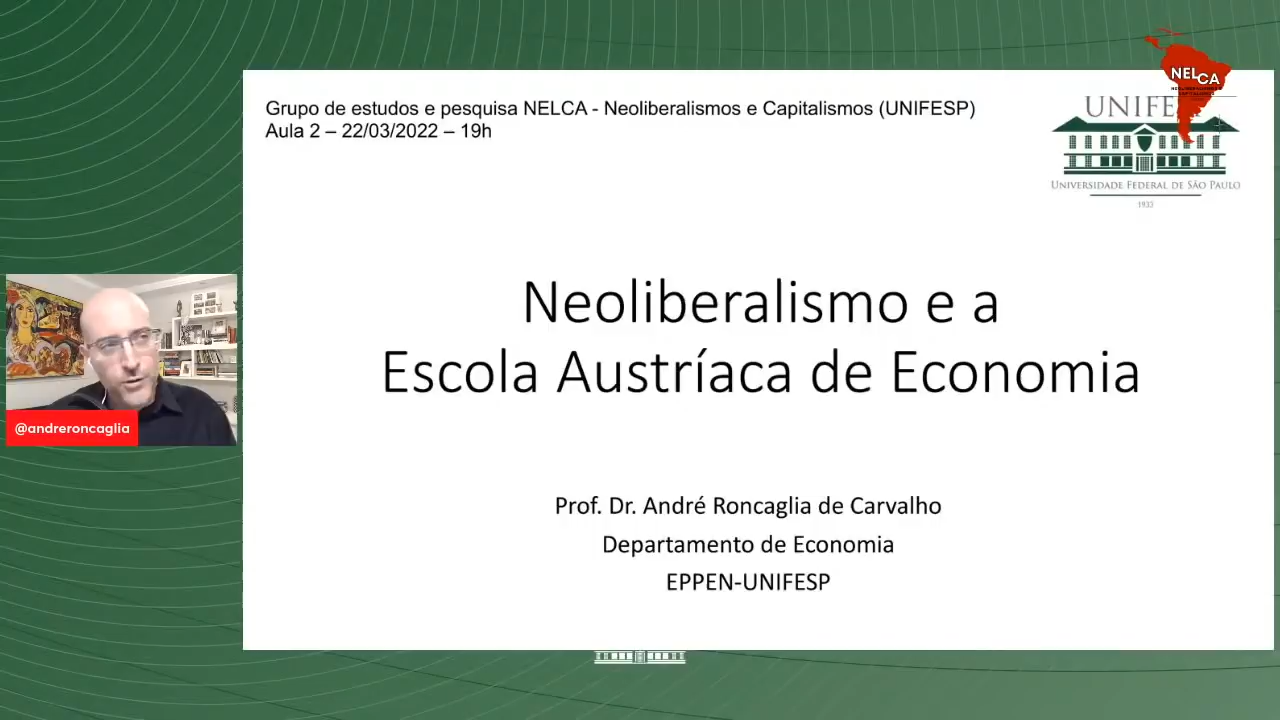 Grupo de estudos e pesquisa NELCA - Neoliberalismos e Capitalismos (UNIFESP)
Aula 2 – 22/03/2022 – 19h
NELCA
UNIFESP
UNIVERSIDADE FEDERAL DE SÃO PAULO
1933
Neoliberalismo e a
Escola Austríaca de Economia
@andreroncaglia
Prof. Dr. André Roncaglia de Carvalho
Departamento de Economia
EPPEN-UNIFESP